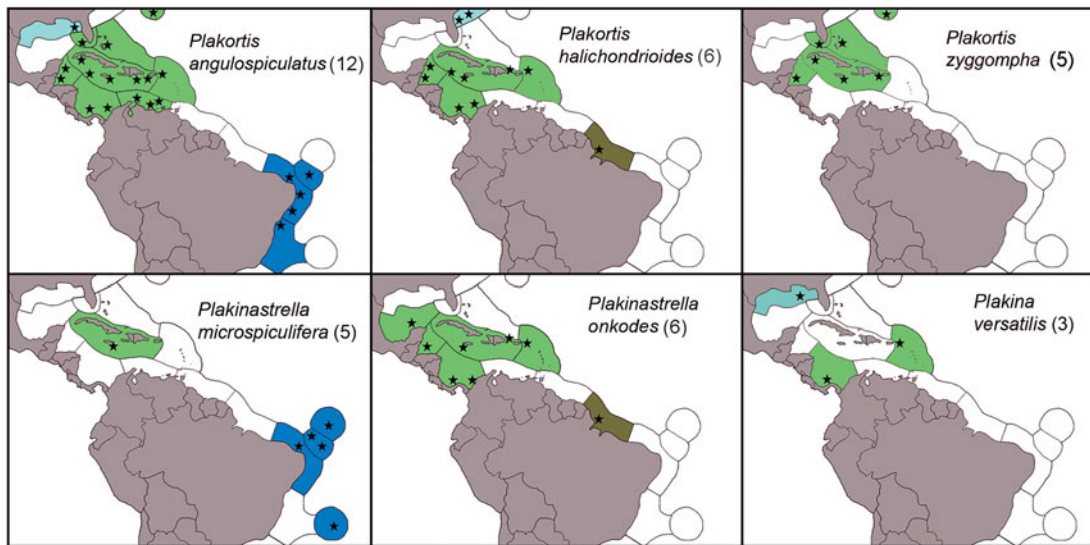 Plakortis
angulospiculatus (12)
Plakortis
halichondrioides (6)
Plakortis
zyggompha (5)
Plakinastrella
microspiculifera (5)
Plakinastrella
onkodes (6)
Plakina
versatilis (3)